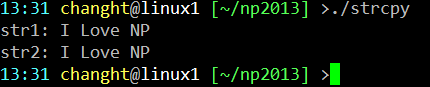 13:31 changht@linux1 [~/np2013] >./strcpy
str1: I Love NP
str2: I Love NP
13:31 changht@linux1 [~/np2013] >